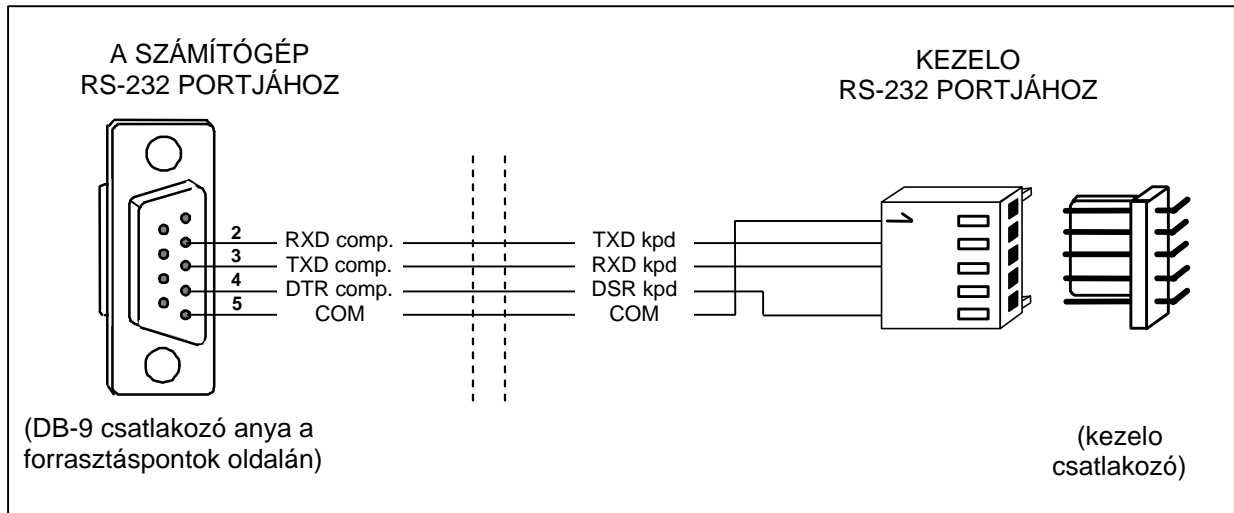 A SZÁMÍTÓGÉP
RS-232 PORTJÁHOZ
KEZELO
RS-232 PORTJÁHOZ
2 RXD comp. TXD kpd
3 TXD comp. RXD kpd
4 DTR comp. DSR kpd
5 COM COM
(DB-9 csatlakozó anya a
forrasztáspontok oldalán)
(kezelo
csatlakozó)